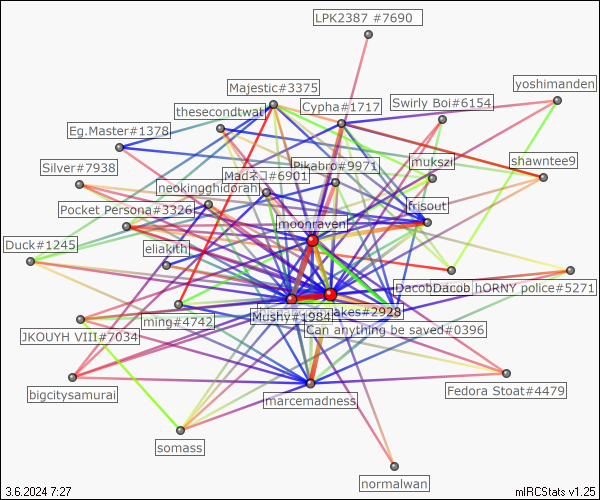 LPK2387 #7690
Majestic#3375
yoshimanden
Cypha#1717
Swirly Boi#6154
thesecondtwat
Eg.Master#1378
Silver#7938
Pikabro#9971
mukszi
shawntee9
Madネコ#6901
neokingghidorah
Pocket Persona#3326
frisout
moonraven
Duck#1245
eliakith
DacobDacob
hORNY police#5271
akes#2928
Mushy#1984
ming#4742
Can anything be saved#0396
JKOUYH VIII#7034
bigcitysamurai
Fedora Stoat#4479
marcemadness
somass
normalwan
3.6.2024 7:27
mIRCStats v1.25